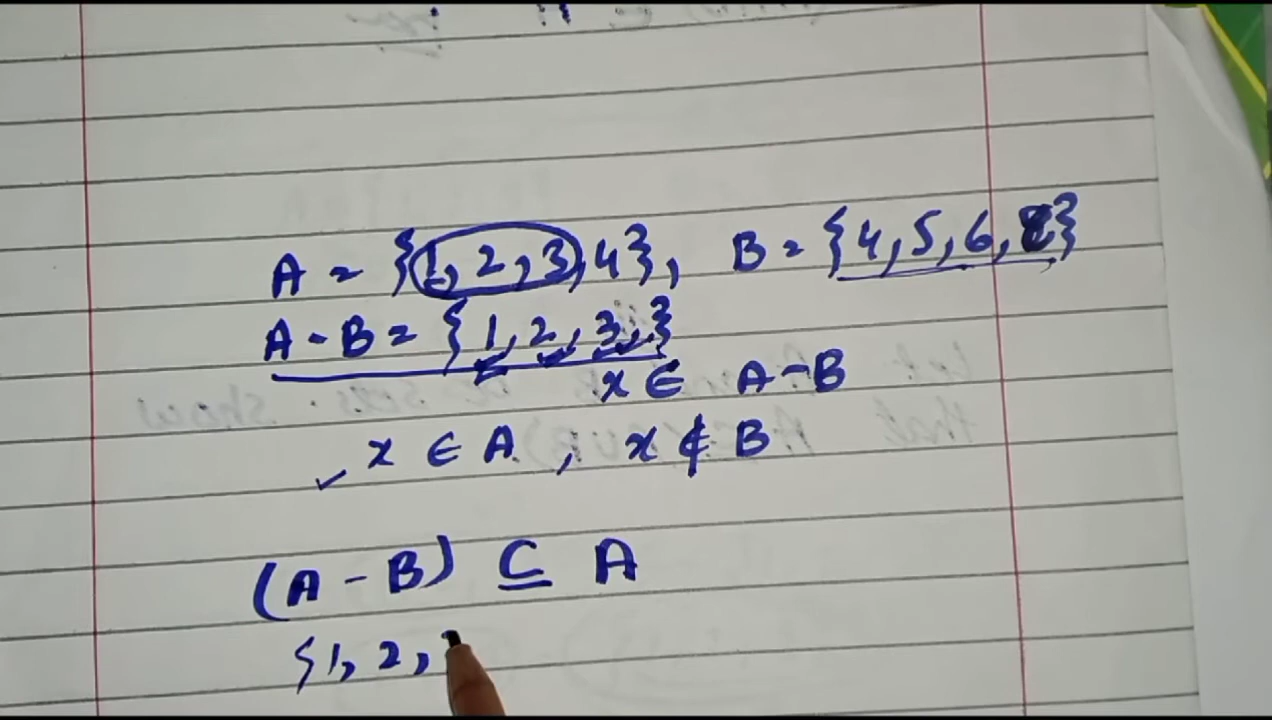 A = {1, 2, 3, 4}, B = {4, 5, 6, 8}
A - B = {1, 2, 3, }
x ∈ A - B
x ∈ A , x ∉ B
(A - B) ⊆ A
{1, 2,